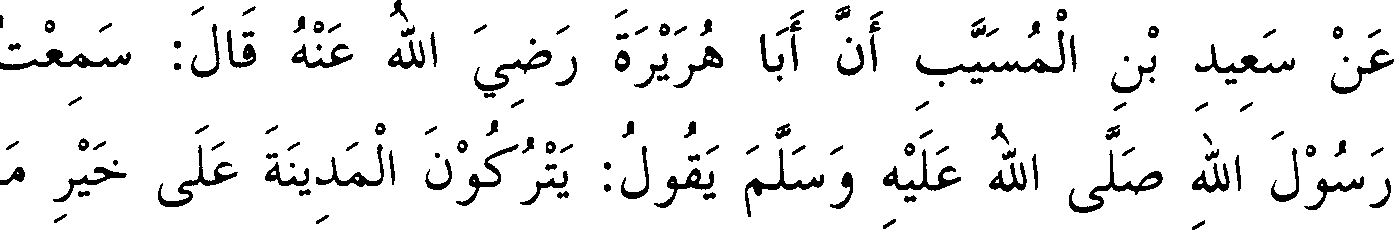 عَنْ سَعِيدِ بْنِ الْمُسَيَّبِ أَنَّ أَبَا هُرَيْرَةَ رَضِيَ اللهُ عَنْهُ قَالَ: سَمِعْتُ
رَسُوْلَ اللهِ صَلَّى اللهُ عَلَيْهِ وَسَلَّمَ يَقُولُ: يَتْرُكُوْنَ الْمَدِينَةَ عَلَى خَيْرِ مَ